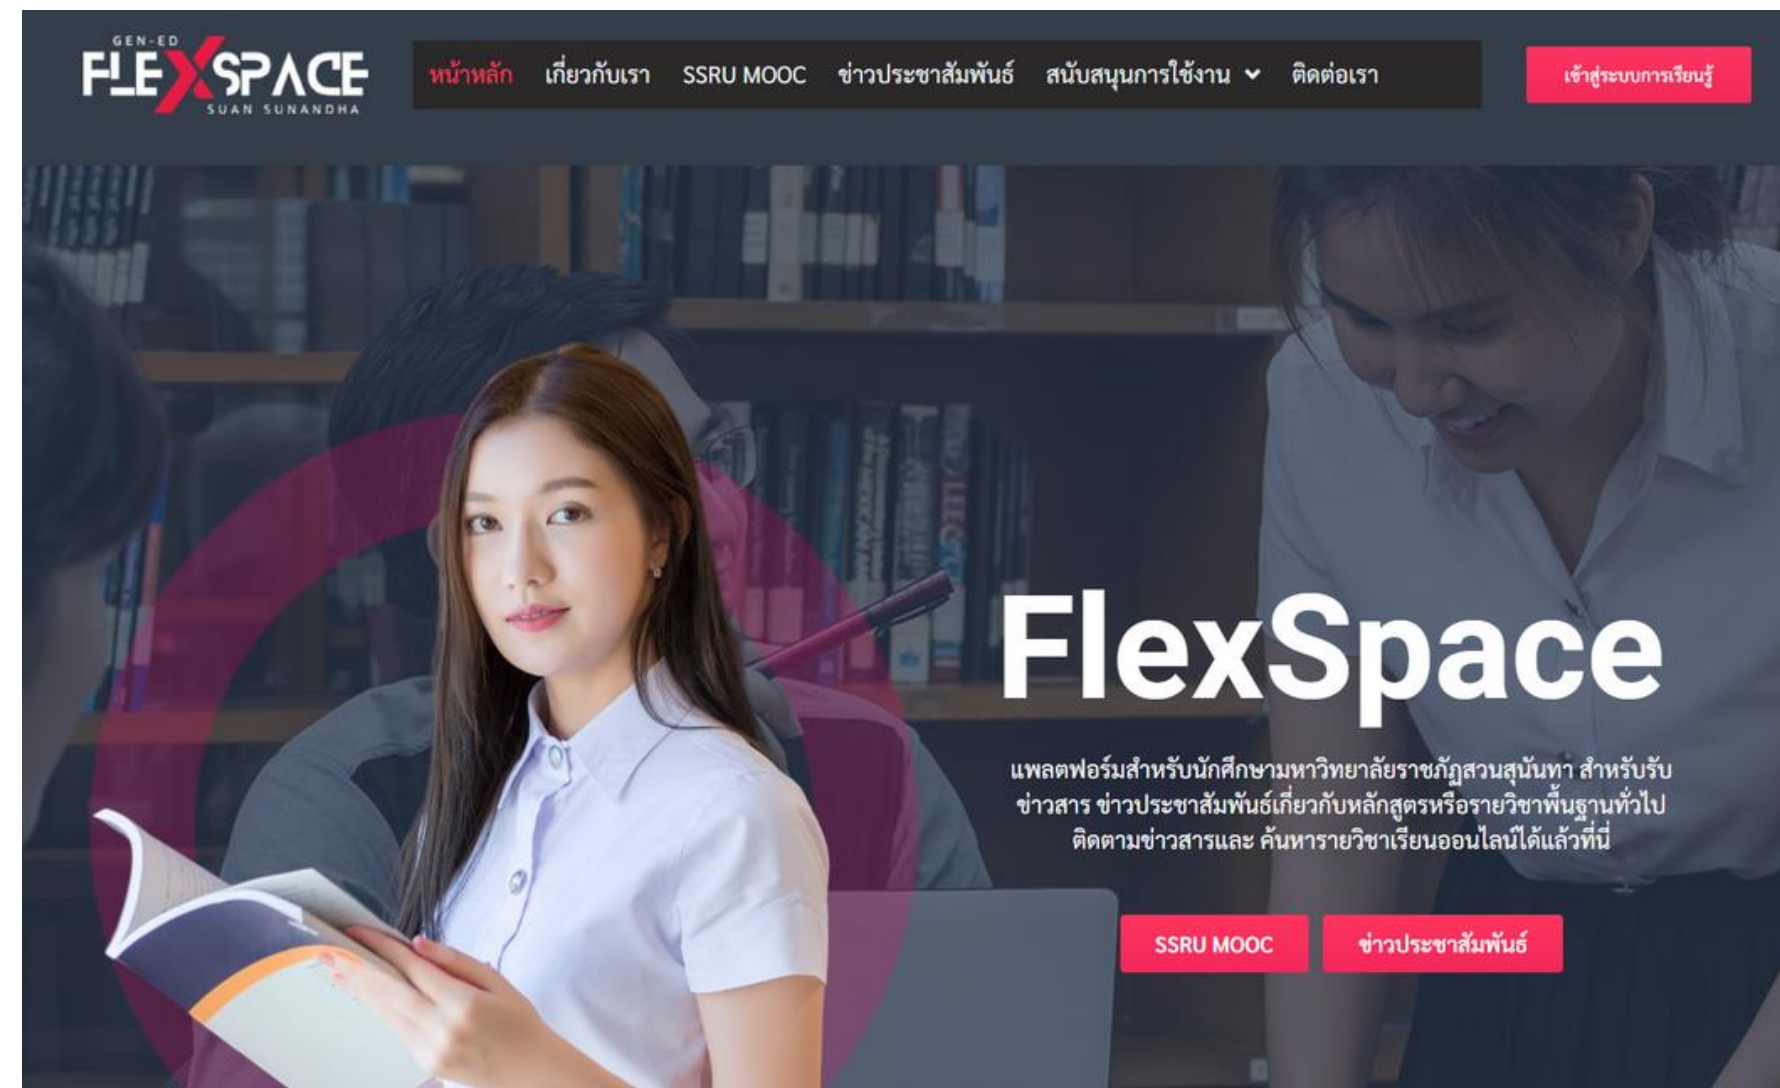 GEN-ED
FLEXSPACE
SUAN SUNANDHA
หน้าหลัก เกี่ยวกับเรา SSRU MOOC ข่าวประชาสัมพันธ์ สนับสนุนการใช้งาน ติดต่อเรา
เข้าสู่ระบบการเรียนรู้
FlexSpace
แพลตฟอร์มสำหรับนักศึกษามหาวิทยาลัยราชภัฏสวนสุนันทา สำหรับรับ
ข่าวสาร ข่าวประชาสัมพันธ์เกี่ยวกับหลักสูตรหรือรายวิชาพื้นฐานทั่วไป
ติดตามข่าวสารและ ค้นหารายวิชาเรียนออนไลน์ได้แล้วที่นี่
SSRU MOOC
ข่าวประชาสัมพันธ์